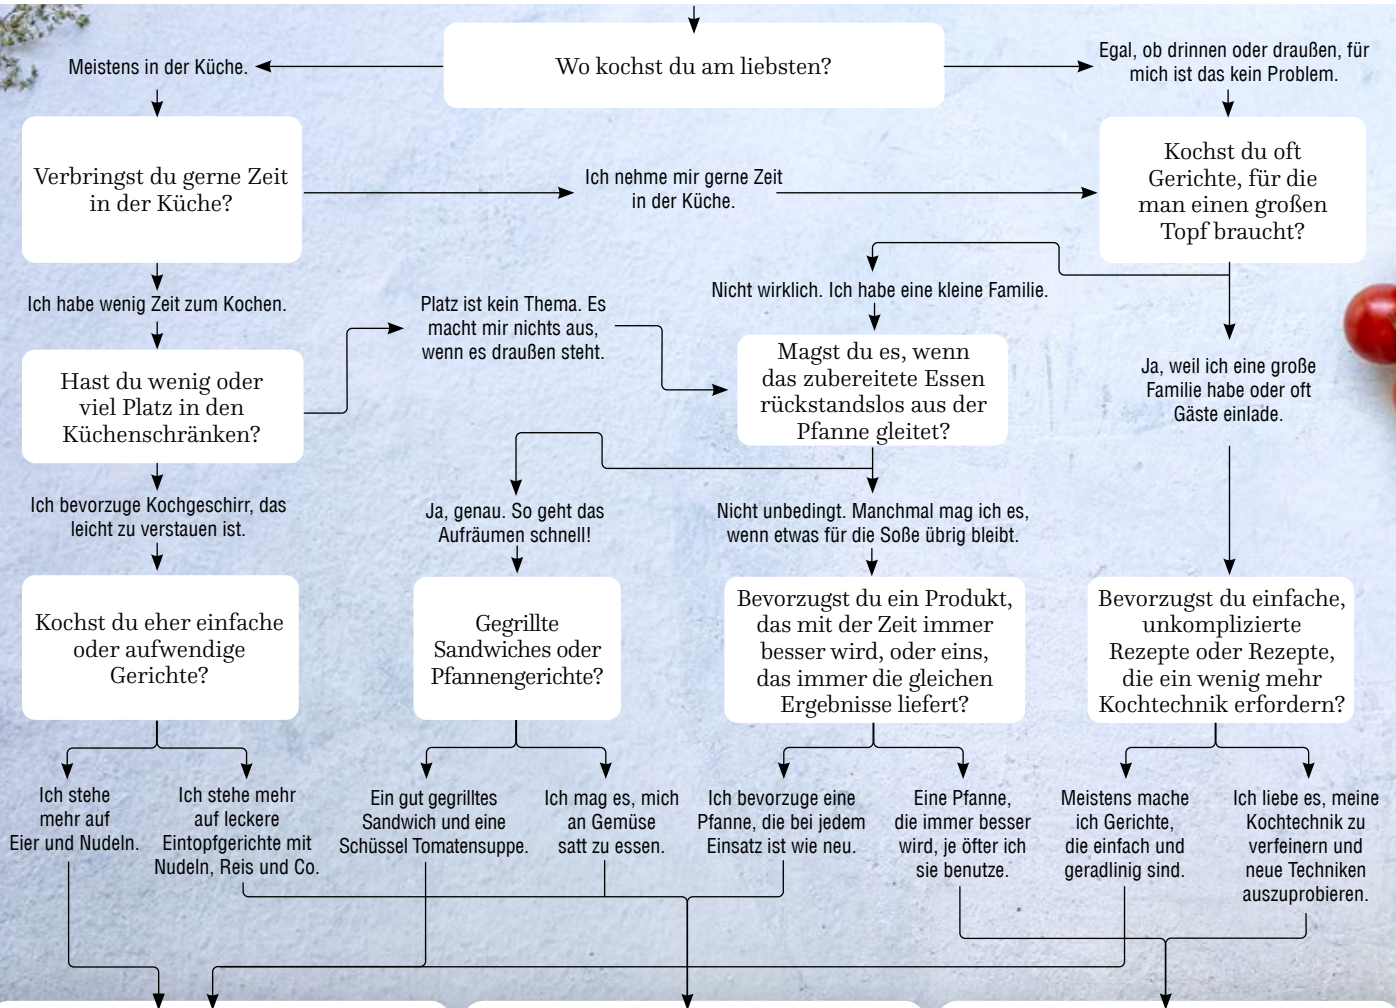 Wo kochst du am liebsten?
Meistens in der Küche.
Egal, ob drinnen oder draußen, für
mich ist das kein Problem.
Verbringst du gerne Zeit
in der Küche?
Ich nehme mir gerne Zeit
in der Küche.
Kochst du oft
Gerichte, für die
man einen großen
Topf braucht?
Ich habe wenig Zeit zum Kochen.
Platz ist kein Thema. Es
macht mir nichts aus,
wenn es draußen steht.
Nicht wirklich. Ich habe eine kleine Familie.
Hast du wenig oder
viel Platz in den
Küchenschränken?
Magst du es, wenn
das zubereitete Essen
rückstandslos aus der
Pfanne gleitet?
Ja, weil ich eine große
Familie habe oder oft
Gäste einlade.
Ich bevorzuge Kochgeschirr, das
leicht zu verstauen ist.
Ja, genau. So geht das
Aufräumen schnell!
Nicht unbedingt. Manchmal mag ich es,
wenn etwas für die Soße übrig bleibt.
Kochst du eher einfache
oder aufwendige
Gerichte?
Gegrillte
Sandwiches oder
Pfannengerichte?
Bevorzugst du ein Produkt,
das mit der Zeit immer
besser wird, oder eins,
das immer die gleichen
Ergebnisse liefert?
Bevorzugst du einfache,
unkomplizierte
Rezepte oder Rezepte,
die ein wenig mehr
Kochtechnik erfordern?
Ich stehe
mehr auf
Eier und Nudeln.
Ich stehe mehr
auf leckere
Eintopfgerichte mit
Nudeln, Reis und Co.
Ein gut gegrilltes
Sandwich und eine
Schüssel Tomatensuppe.
Ich mag es, mich
an Gemüse
satt zu essen.
Ich bevorzuge eine
Pfanne, die bei jedem
Einsatz ist wie neu.
Eine Pfanne,
die immer besser
wird, je öfter ich
sie benutze.
Meistens mache
ich Gerichte,
die einfach und
geradlinig sind.
Ich liebe es, meine
Kochtechnik zu
verfeinern und
neue Techniken
auszuprobieren.